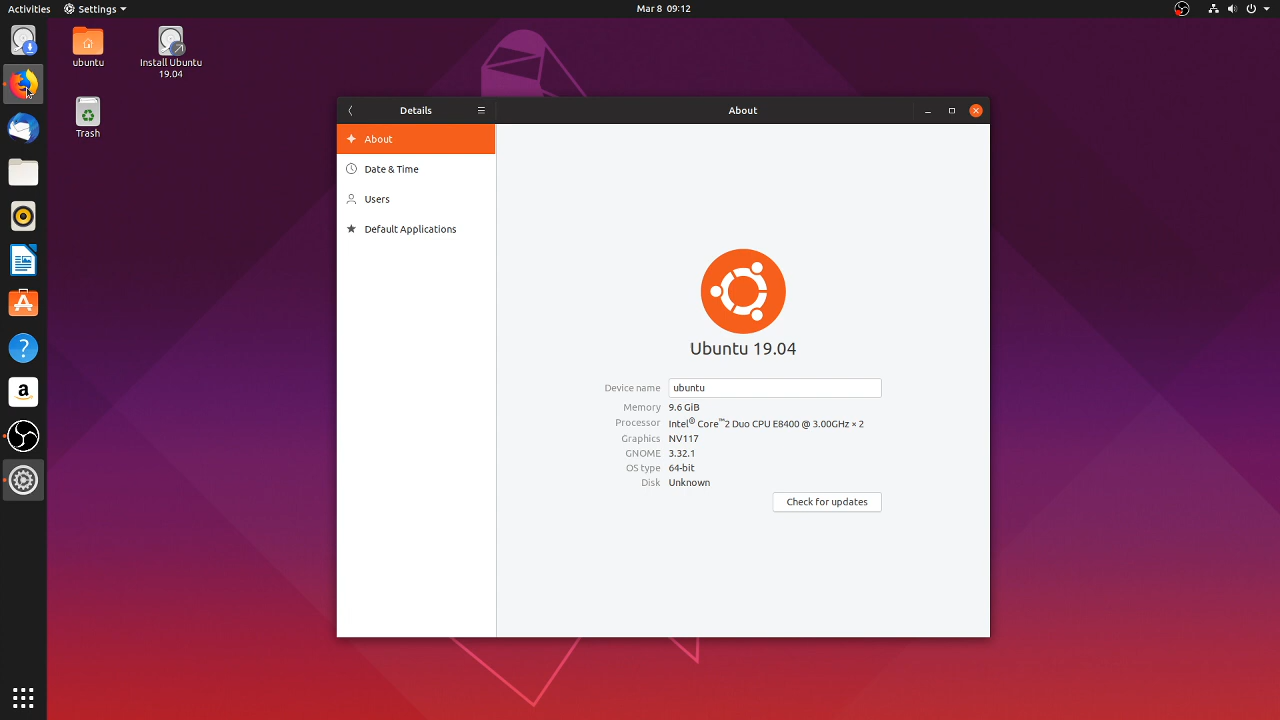 Activities
Settings
Mar 8 09:12
ubuntu
Install Ubuntu
19.04
Trash
Details
About
About
Date & Time
Users
Default Applications
Ubuntu 19.04
Device name ubuntu
Memory 9.6 GiB
Processor Intel® Core™2 Duo CPU E8400 @ 3.00GHz × 2
Graphics NV117
GNOME 3.32.1
OS type 64-bit
Disk Unknown
Check for updates